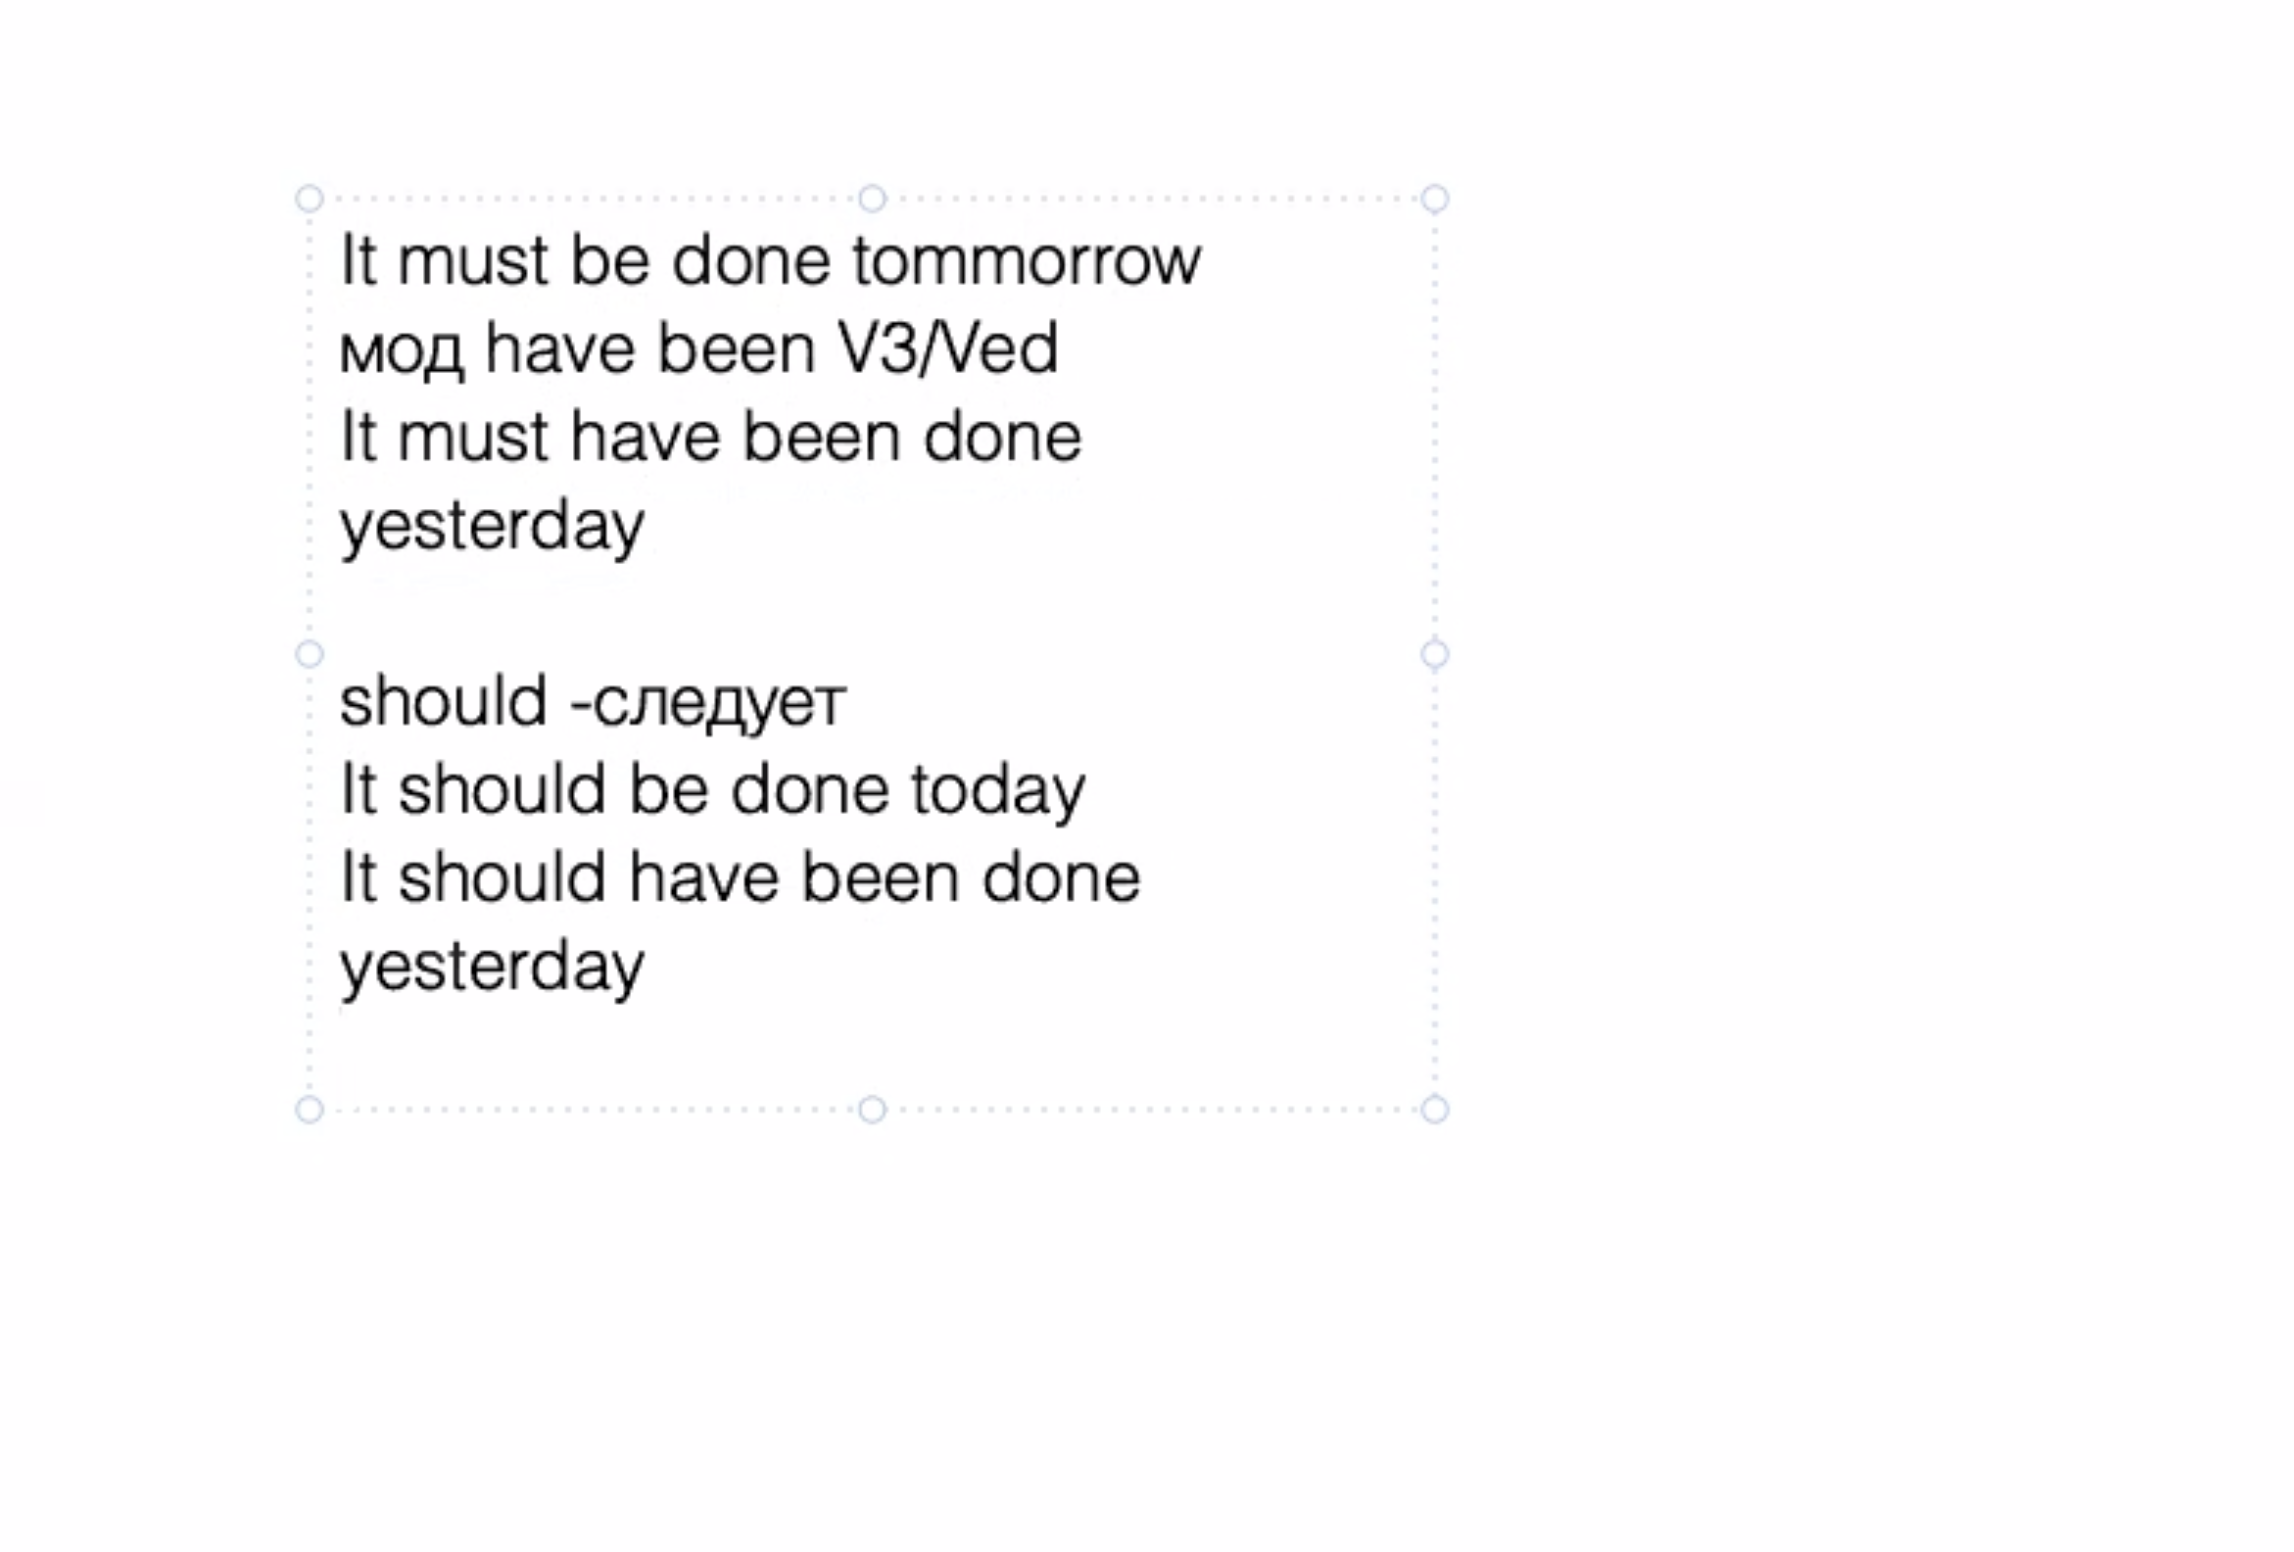 It must be done tommorrow
мод have been V3/Ved
It must have been done
yesterday
should -следует
It should be done today
It should have been done
yesterday